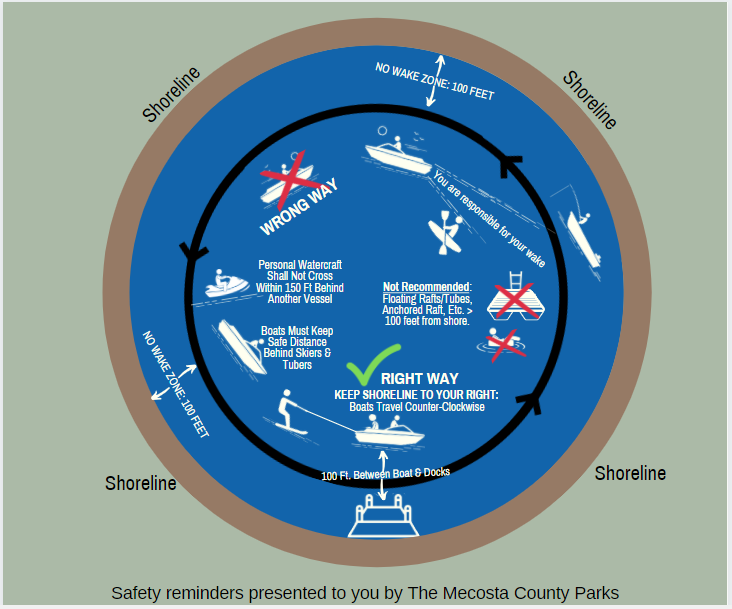 NO WAKE ZONE: 100 FEET
Shoreline
Shoreline
You are responsible for your wake
WRONG WAY
Personal Watercraft
Shall Not Cross
Within 150 Ft Behind
Another Vessel
Not Recommended:
Floating Rafts/Tubes,
Anchored Raft, Etc. >
100 feet from shore.
Boats Must Keep
Safe Distance
Behind Skiers &
Tubers
NO WAKE ZONE: 100 FEET
RIGHT WAY
KEEP SHORELINE TO YOUR RIGHT:
Boats Travel Counter-Clockwise
100 Ft. Between Boat & Docks
Shoreline
Shoreline
Safety reminders presented to you by The Mecosta County Parks